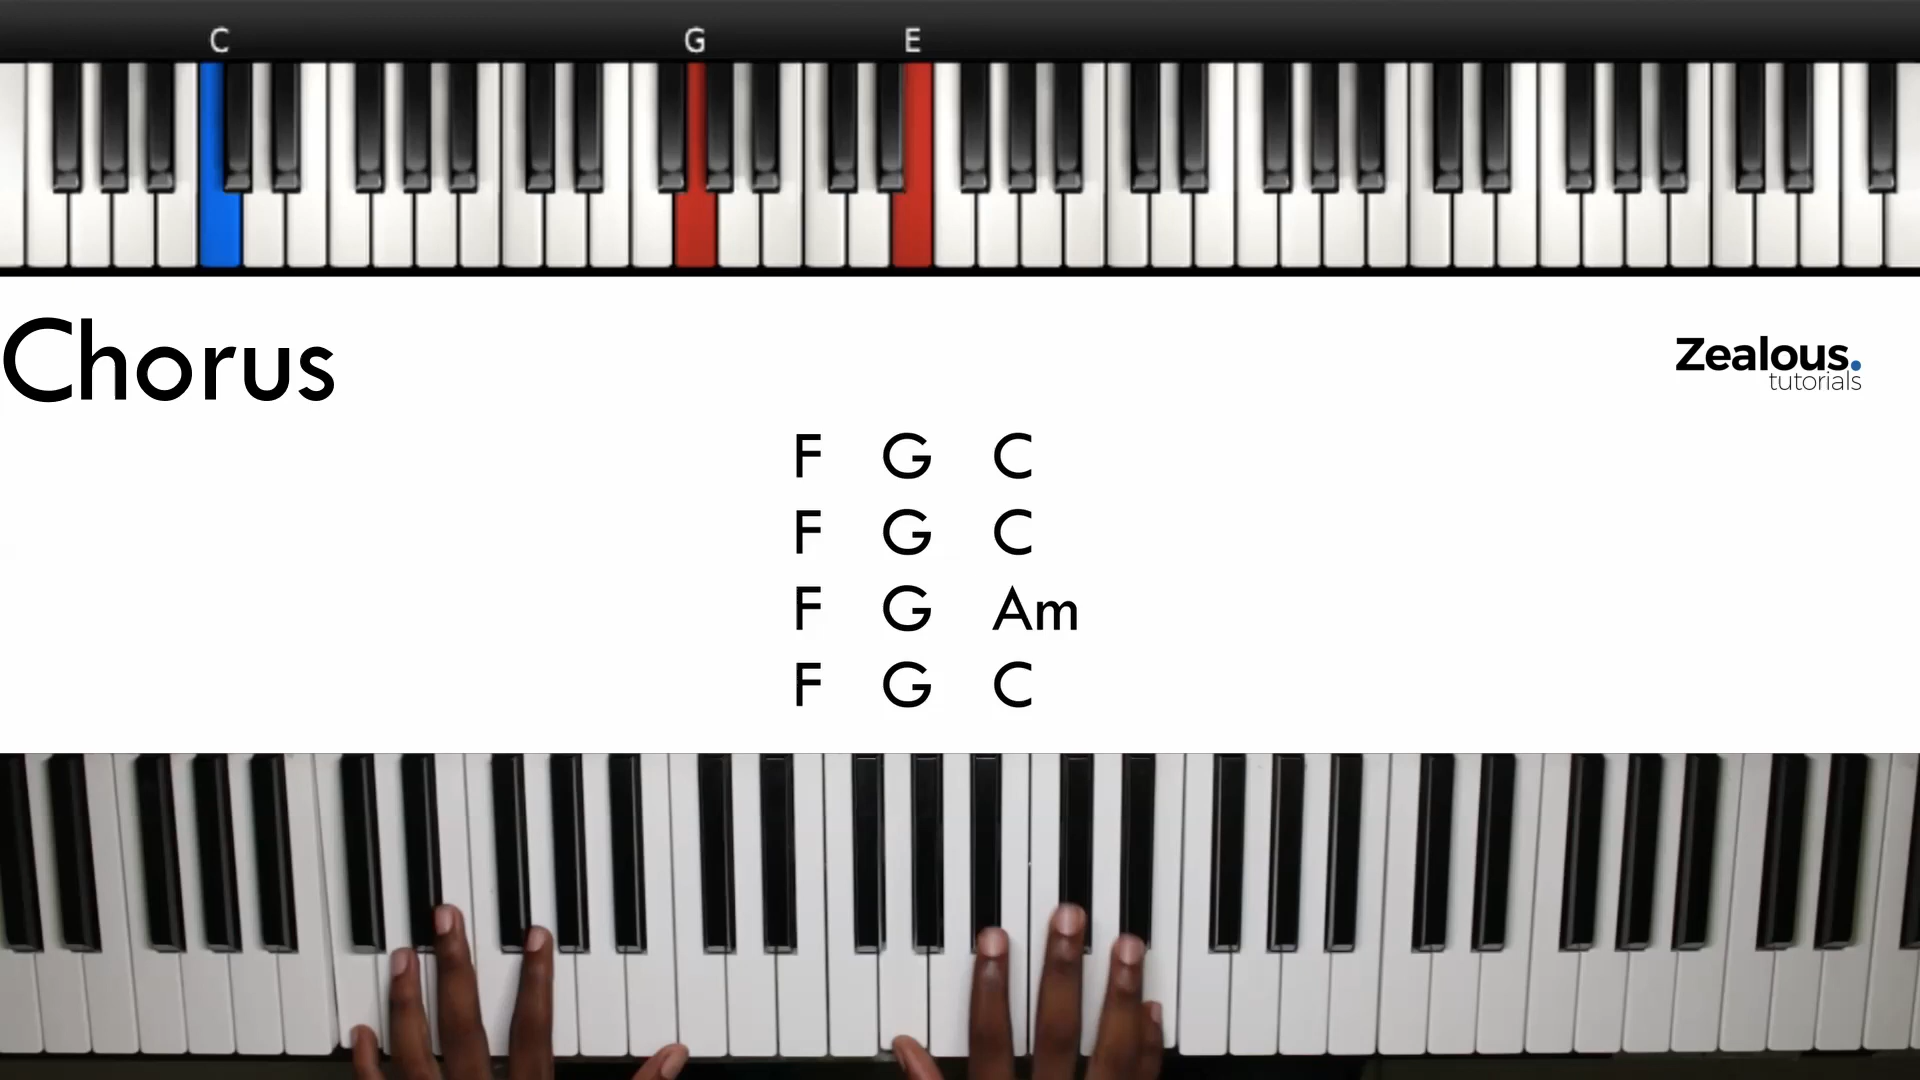 C G E
Chorus
Zealous.
tutorials
F G C
F G C
F G Am
F G C